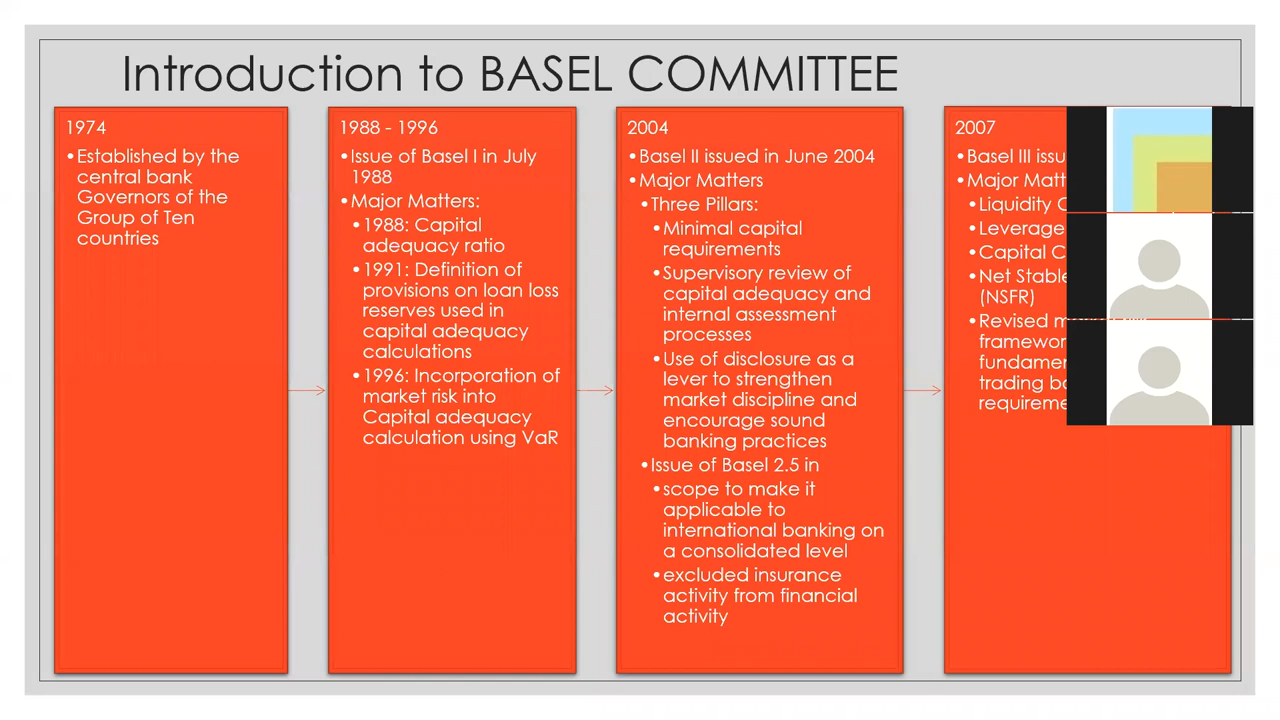 Introduction to BASEL COMMITTEE
1974
•Established by the
central bank
Governors of the
Group of Ten
countries
1988 - 1996
•Issue of Basel I in July
1988
•Major Matters:
•1988: Capital
adequacy ratio
•1991: Definition of
provisions on loan loss
reserves used in
capital adequacy
calculations
•1996: Incorporation of
market risk into
Capital adequacy
calculation using VaR
2004
•Basel II issued in June 2004
•Major Matters
•Three Pillars:
•Minimal capital
requirements
•Supervisory review of
capital adequacy and
internal assessment
processes
•Use of disclosure as a
lever to strengthen
market discipline and
encourage sound
banking practices
•Issue of Basel 2.5 in
•scope to make it
applicable to
international banking on
a consolidated level
•excluded insurance
activity from financial
activity
2007
•Basel III
•Major
•Liquidity
•Leverage
•Capital
•Net
(NSFR)
•Revised
trading